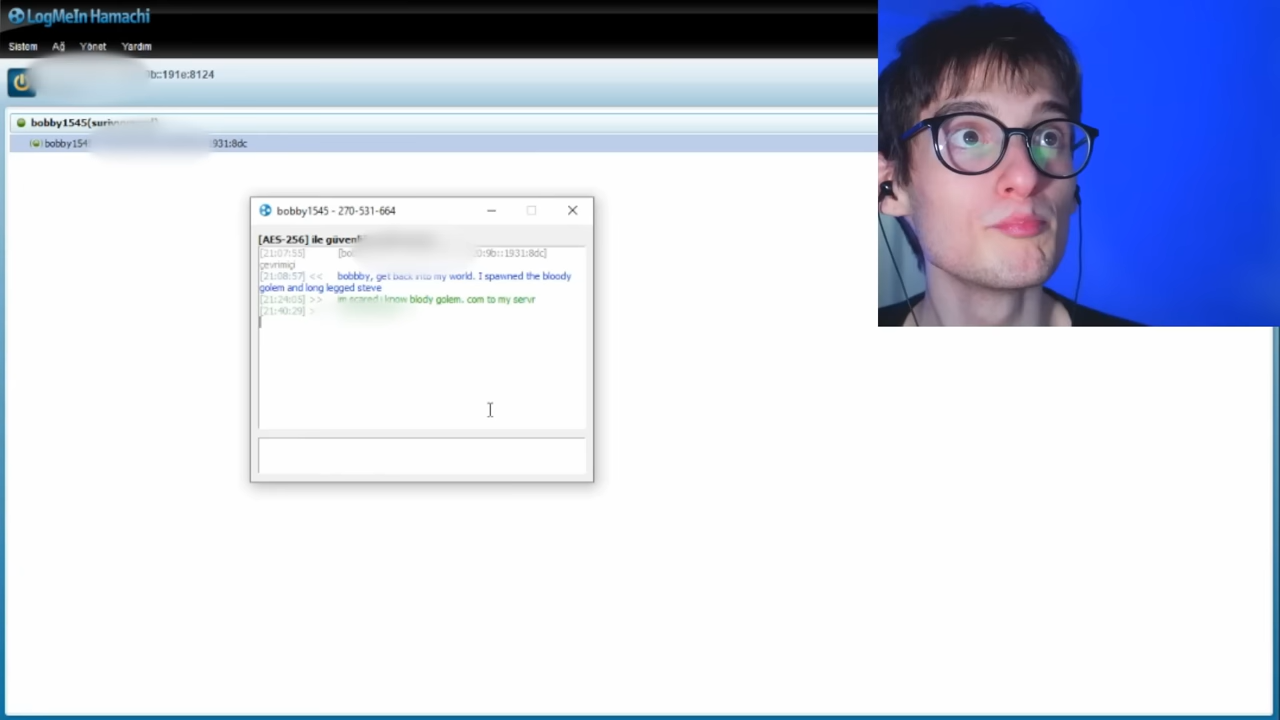 LogMeIn Hamachi
Sistem Ağ Yönet Yardım
9b::191e:8124
bobby1545
bobby154 931:8dc
bobby1545 - 270-531-664
[AES-256] ile güvenl
[21:07:55] [bo 0:9b::1931:8dc]
çevrimiçi
[21:08:57] << bobbby, get back into my world. I spawned the bloody
golem and long legged steve
[21:24:05] >> m scared i know blody golem. com to my servr
[21:40:29] >